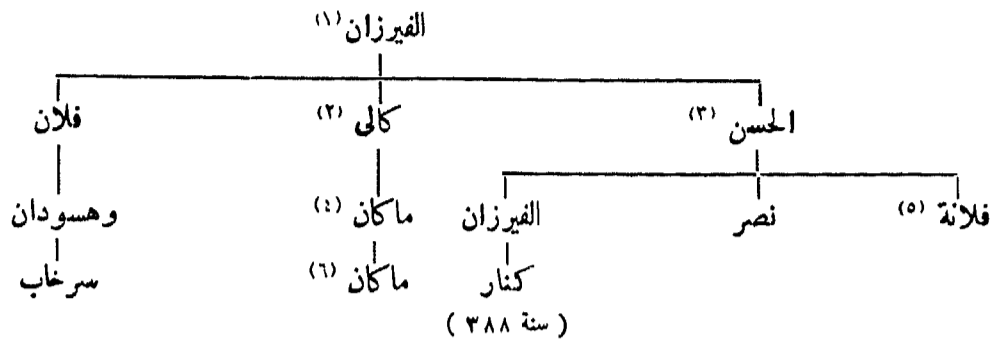 الفيرزان (١)
الحسن (٣) كالى (٢) فلان
فلانة (٥) نصر الفيرزان ماكان (٤) وهسودان
كنار ماكان (٦) سرخاب
( سنة ٣٨٨ )